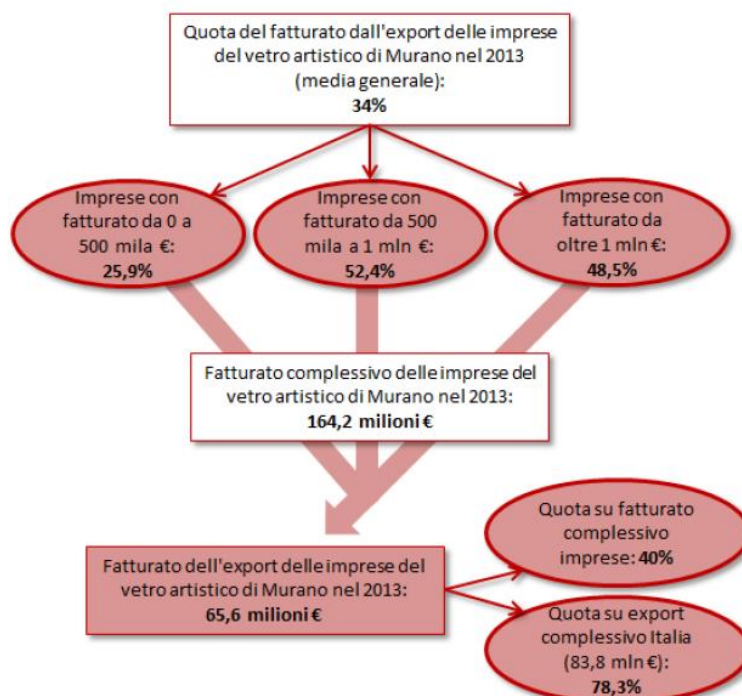 Quota del fatturato dall'export delle imprese
del vetro artistico di Murano nel 2013
(media generale):
34%
Imprese con
fatturato da 0 a
500 mila €:
25,9%
Imprese con
fatturato da 500
mila a 1 mln €:
52,4%
Imprese con
fatturato da
oltre 1 mln €:
48,5%
Fatturato complessivo delle imprese del
vetro artistico di Murano nel 2013:
164,2 milioni €
Fatturato dell'export delle imprese del
vetro artistico di Murano nel 2013:
65,6 milioni €
Quota su fatturato
complessivo
imprese: 40%
Quota su export
complessivo Italia
(83,8 mln €):
78,3%